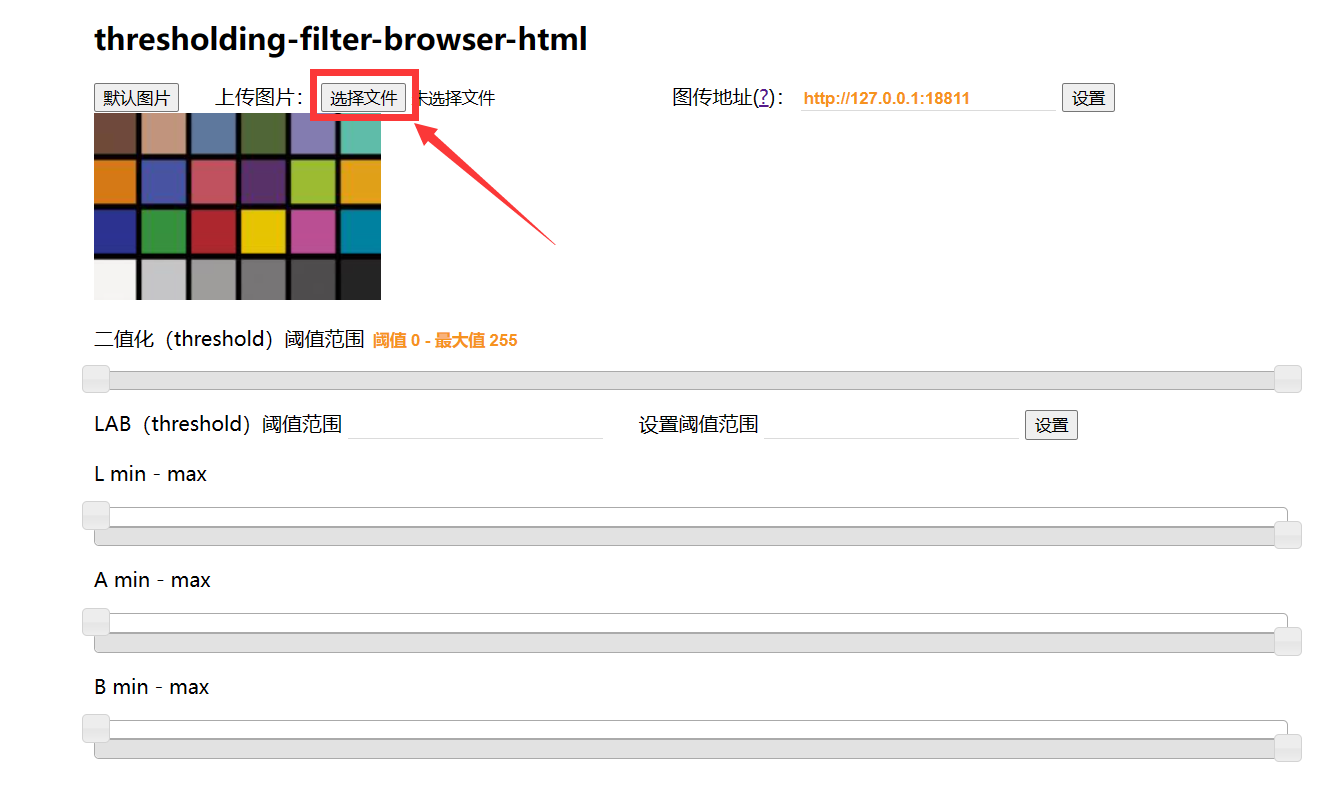 thresholding-filter-browser-html
默认图片 上传图片： 选择文件 未选择文件 图传地址(?)： http://127.0.0.1:18811 设置
二值化（threshold）阈值范围 阈值 0 - 最大值 255
LAB（threshold）阈值范围 设置阈值范围 设置
L min - max
A min - max
B min - max